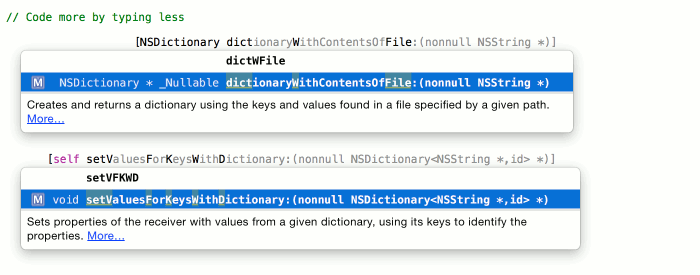 // Code more by typing less
[NSDictionary dictionaryWithContentsOfFile:(nonnull NSString *)]
dictWFile
M NSDictionary * _Nullable dictionaryWithContentsOfFile:(nonnull NSString *)
Creates and returns a dictionary using the keys and values found in a file specified by a given path.
More...
[self setValuesForKeysWithDictionary:(nonnull NSDictionary<NSString *,id> *)]
setVFKWD
M void setValuesForKeysWithDictionary:(nonnull NSDictionary<NSString *,id> *)
Sets properties of the receiver with values from a given dictionary, using its keys to identify the
properties. More...